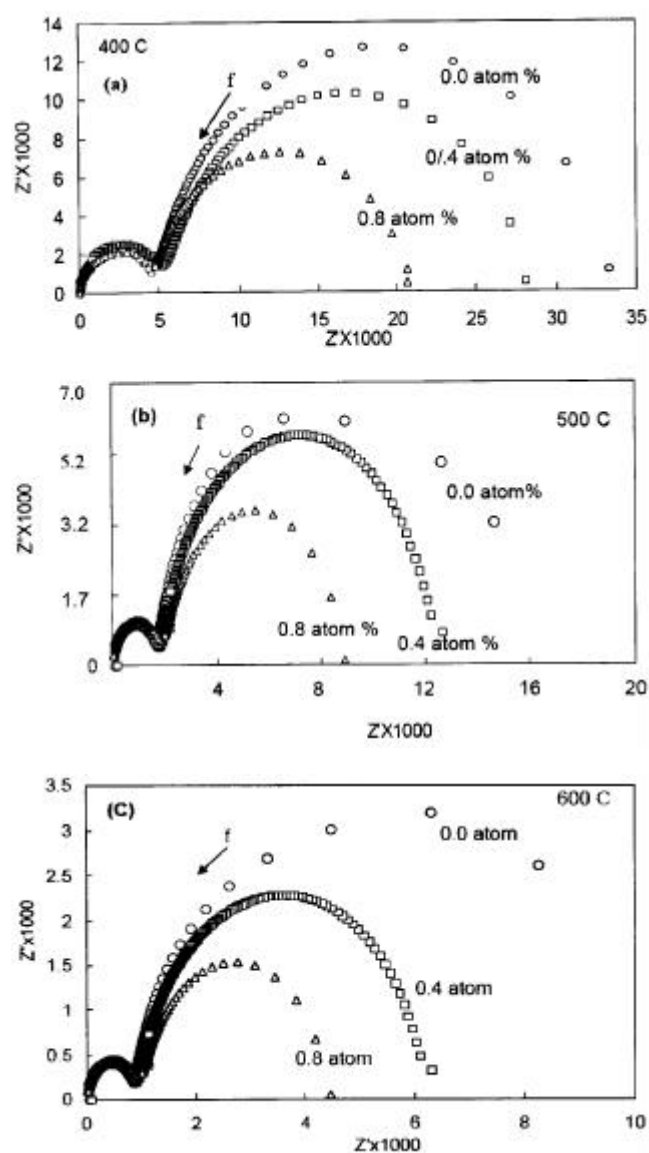 14
400 C
12
(a)
f
0.0 atom %
10
8
0/.4 atom %
6
4
0.8 atom %
2
0
Z"X1000
0 5 10 15 20 25 30 35
Z'X1000
7.0
(b)
500 C
f
5.2
0.0 atom%
3.2
1.7
0.8 atom %
0.4 atom %
0
Z"X1000
4 8 12 16 20
Z'X1000
3.5
(C)
600 C
3
f
0.0 atom
2.5
2
1.5
0.4 atom
1
0.5
0.8 atom
0
Z"x1000
0 2 4 6 8 10
Z'x1000